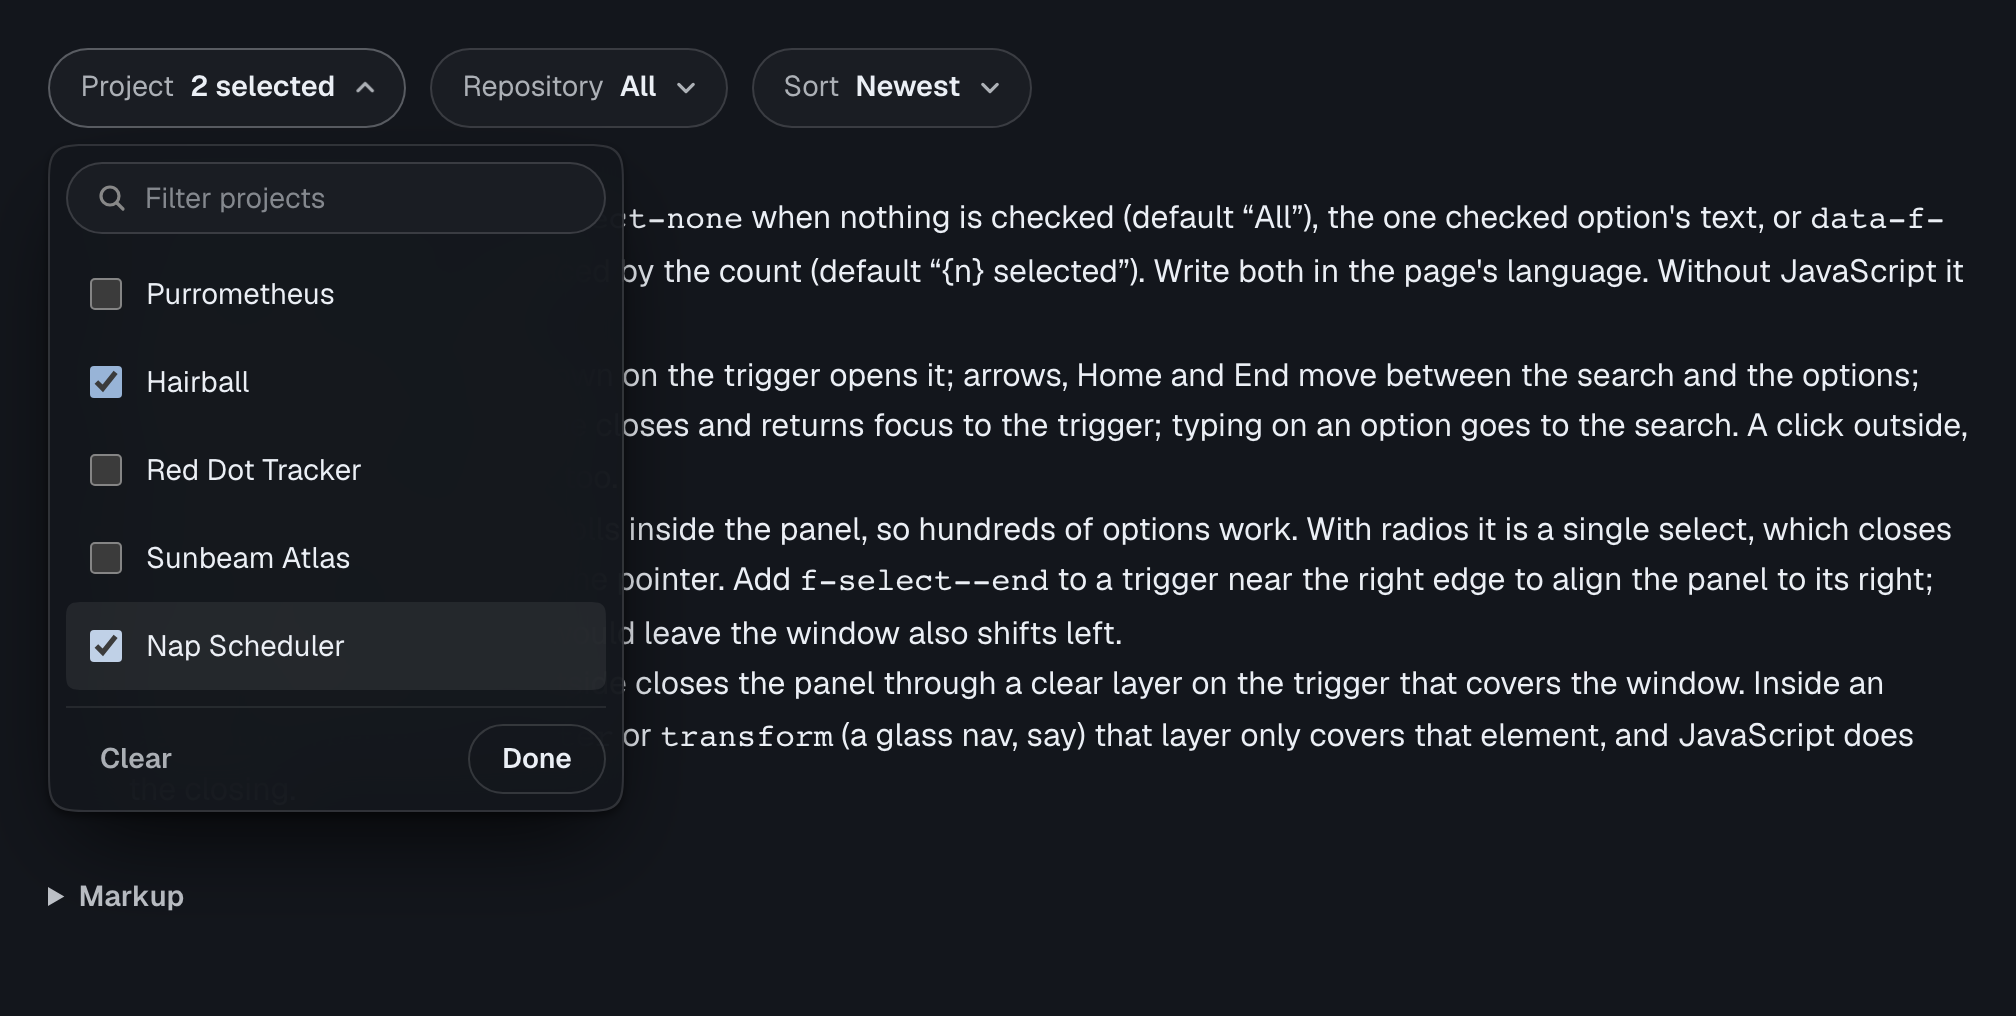 Project 2 selected
Repository All
Sort Newest
Filter projects
Purrometheus
Hairball
Red Dot Tracker
Sunbeam Atlas
Nap Scheduler
Clear
Done
ct-none when nothing is checked (default “All”), the one checked option's text, or data-f-
ed by the count (default “{n} selected”). Write both in the page's language. Without JavaScript it
on the trigger opens it; arrows, Home and End move between the search and the options;
closes and returns focus to the trigger; typing on an option goes to the search. A click outside,
inside the panel, so hundreds of options work. With radios it is a single select, which closes
pointer. Add f-select--end to a trigger near the right edge to align the panel to its right;
leave the window also shifts left.
closes the panel through a clear layer on the trigger that covers the window. Inside an
or transform (a glass nav, say) that layer only covers that element, and JavaScript does
the closing.
Markup